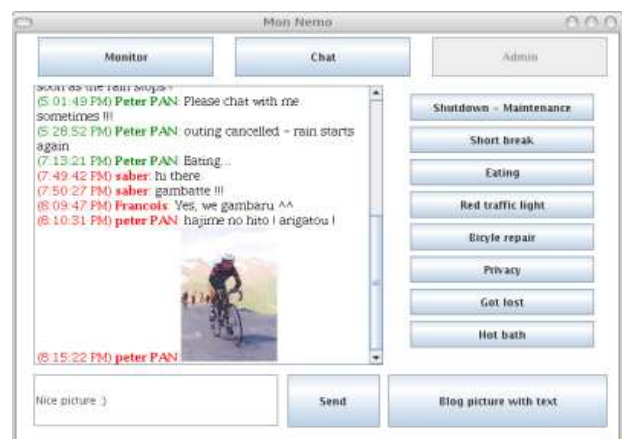 Mon Nemo
Monitor
Chat
Admin
soon as the rain stops !
(5:01:49 PM) Peter PAN: Please chat with me
sometimes !!!
(5:28:52 PM) Peter PAN: outing cancelled - rain starts
again
(7:13:21 PM) Peter PAN: Eating...
(7:49:42 PM) saber: hi there
(7:50:27 PM) saber: gambatte !!!
(8:09:47 PM) Francois: Yes, we gambaru ^^
(8:10:31 PM) peter PAN: hajime no hito ! arigatou !
(8:15:22 PM) peter PAN:
Shutdown - Maintenance
Short break
Eating
Red traffic light
Bicyle repair
Privacy
Got lost
Hot bath
Nice picture :)
Send
Blog picture with text